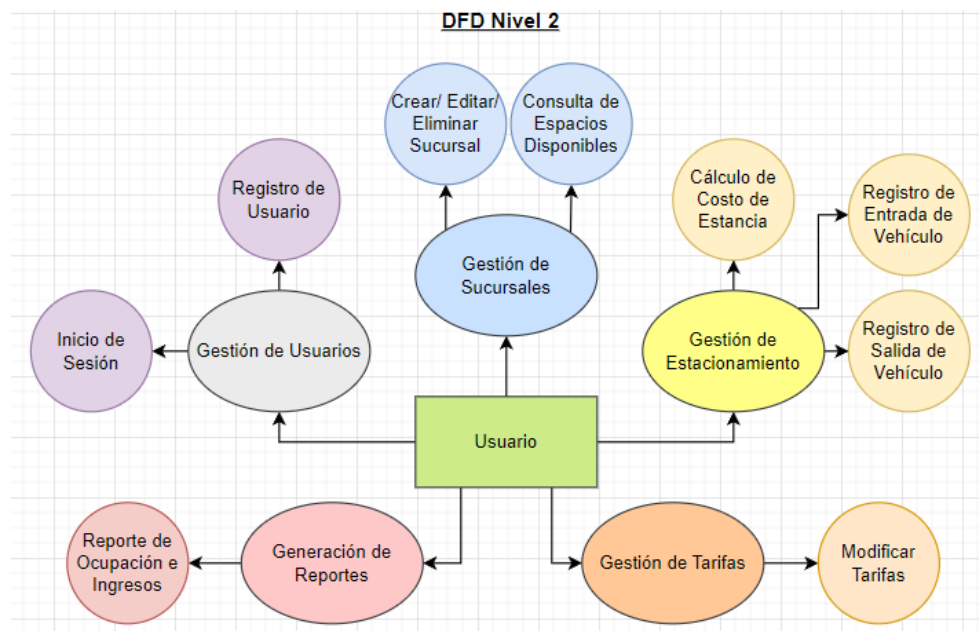 DFD Nivel 2
Crear/ Editar/
Eliminar
Sucursal
Consulta de
Espacios
Disponibles
Registro de
Usuario
Cálculo de
Costo de
Estancia
Registro de
Entrada de
Vehículo
Gestión de
Sucursales
Inicio de
Sesión
Gestión de Usuarios
Gestión de
Estacionamiento
Registro de
Salida de
Vehículo
Usuario
Reporte de
Ocupación e
Ingresos
Generación de
Reportes
Gestión de Tarifas
Modificar
Tarifas